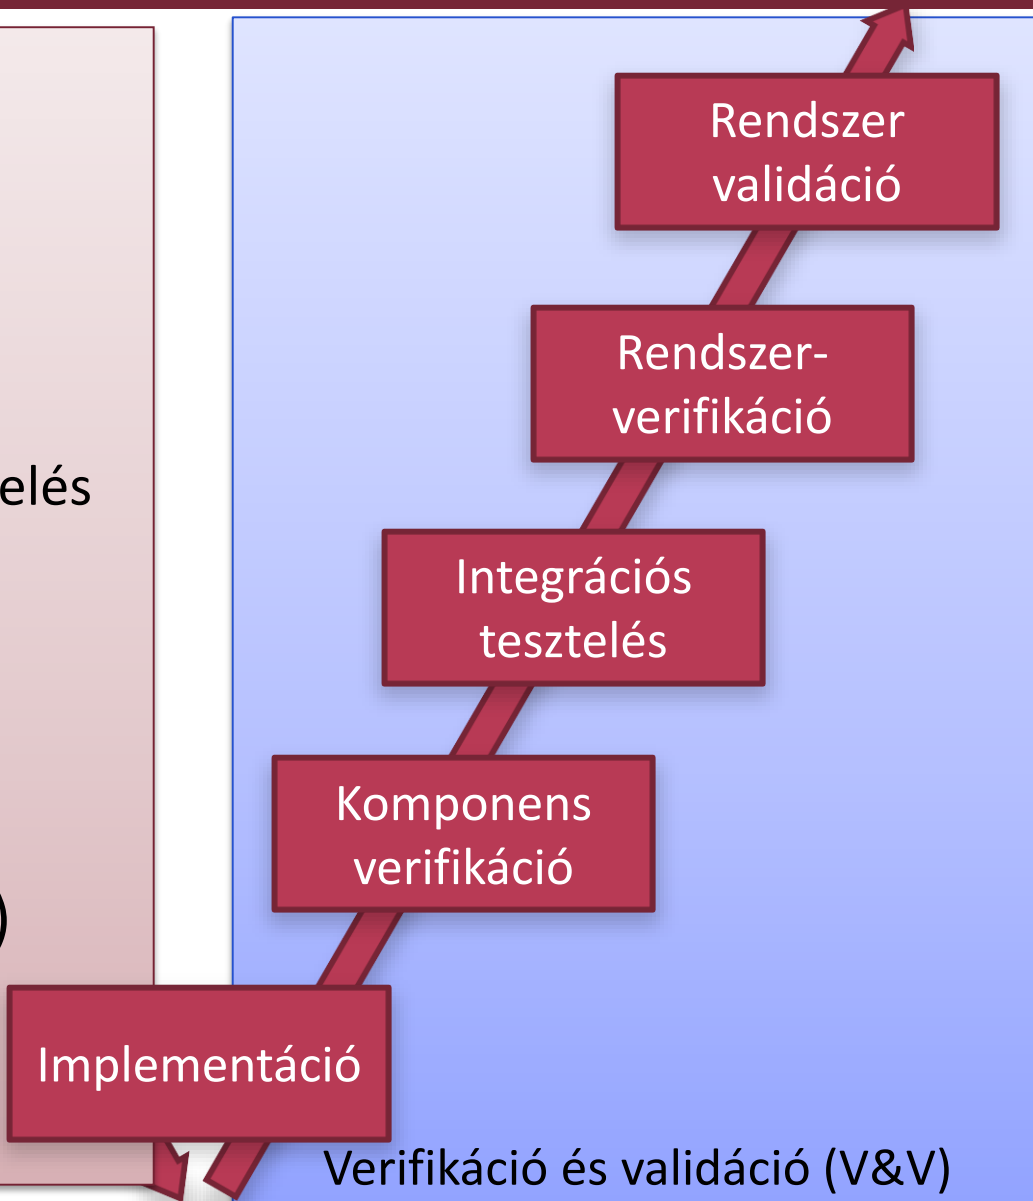 Rendszer
validáció
Rendszer-
verifikáció
elés
Integrációs
tesztelés
Komponens
verifikáció
)
Implementáció
Verifikáció és validáció (V&V)